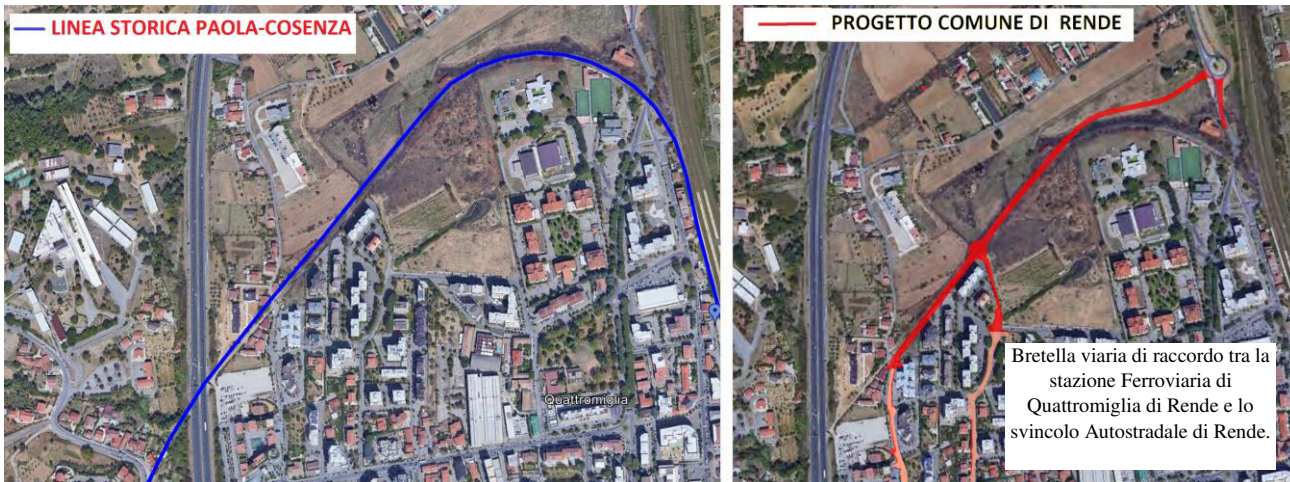 LINEA STORICA PAOLA-COSENZA
Quattromiglia
PROGETTO COMUNE DI RENDE
Bretella viaria di raccordo tra la
stazione Ferroviaria di
Quattromiglia di Rende e lo
svincolo Autostradale di Rende.